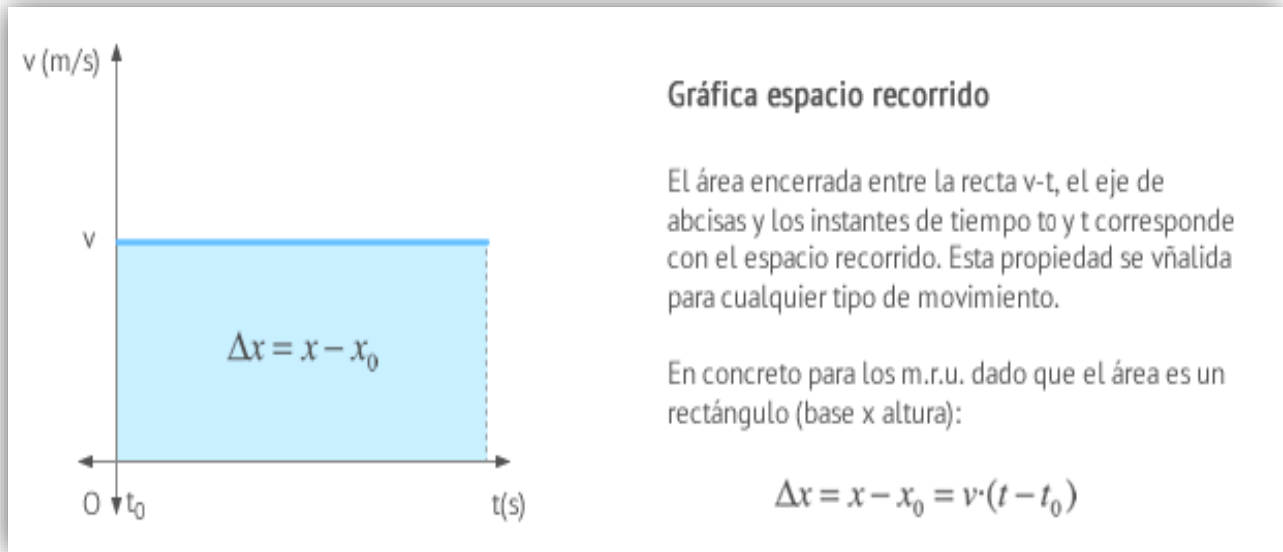 v (m/s)
v
Δx = x – x₀
O t₀
t(s)
Gráfica espacio recorrido
El área encerrada entre la recta v-t, el eje de
abcisas y los instantes de tiempo t0 y t corresponde
con el espacio recorrido. Esta propiedad se vñalida
para cualquier tipo de movimiento.
En concreto para los m.r.u. dado que el área es un
rectángulo (base x altura):
Δx = x – x₀ = v·(t – t₀)